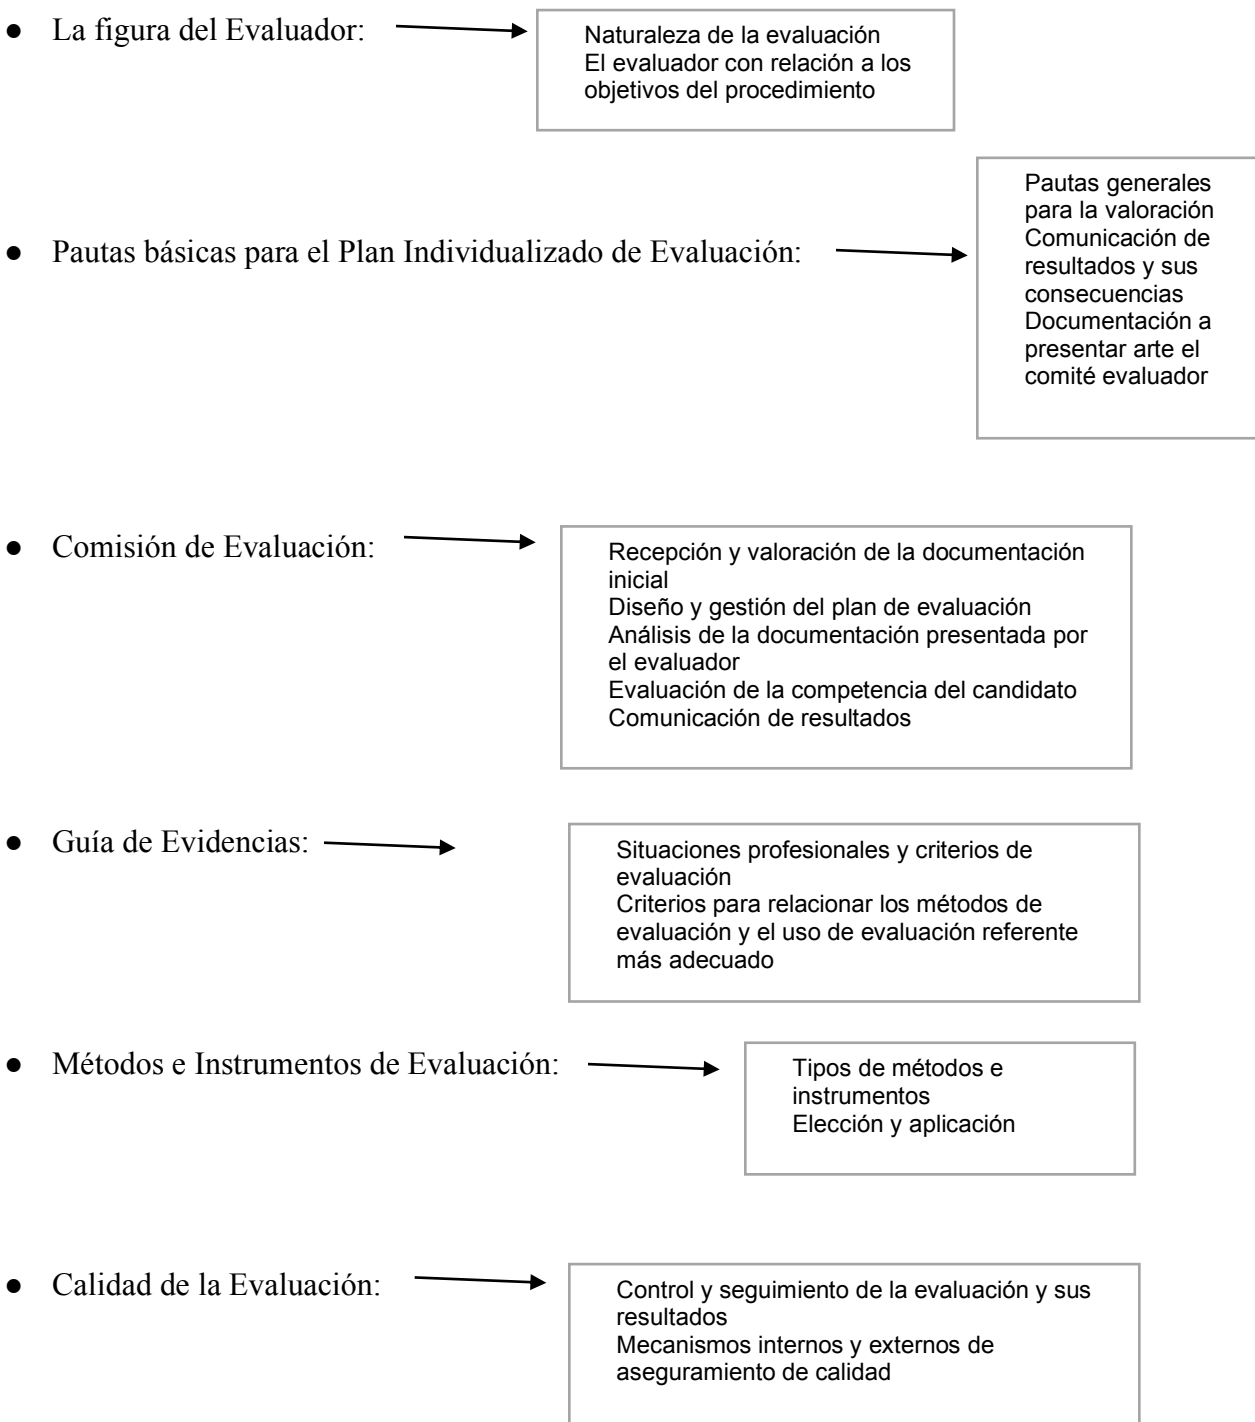 ● La figura del Evaluador:
Naturaleza de la evaluación
El evaluador con relación a los
objetivos del procedimiento
● Pautas básicas para el Plan Individualizado de Evaluación:
Pautas generales
para la valoración
Comunicación de
resultados y sus
consecuencias
Documentación a
presentar arte el
comité evaluador
● Comisión de Evaluación:
Recepción y valoración de la documentación
inicial
Diseño y gestión del plan de evaluación
Análisis de la documentación presentada por
el evaluador
Evaluación de la competencia del candidato
Comunicación de resultados
● Guía de Evidencias:
Situaciones profesionales y criterios de
evaluación
Criterios para relacionar los métodos de
evaluación y el uso de evaluación referente
más adecuado
● Métodos e Instrumentos de Evaluación:
Tipos de métodos e
instrumentos
Elección y aplicación
● Calidad de la Evaluación:
Control y seguimiento de la evaluación y sus
resultados
Mecanismos internos y externos de
aseguramiento de calidad